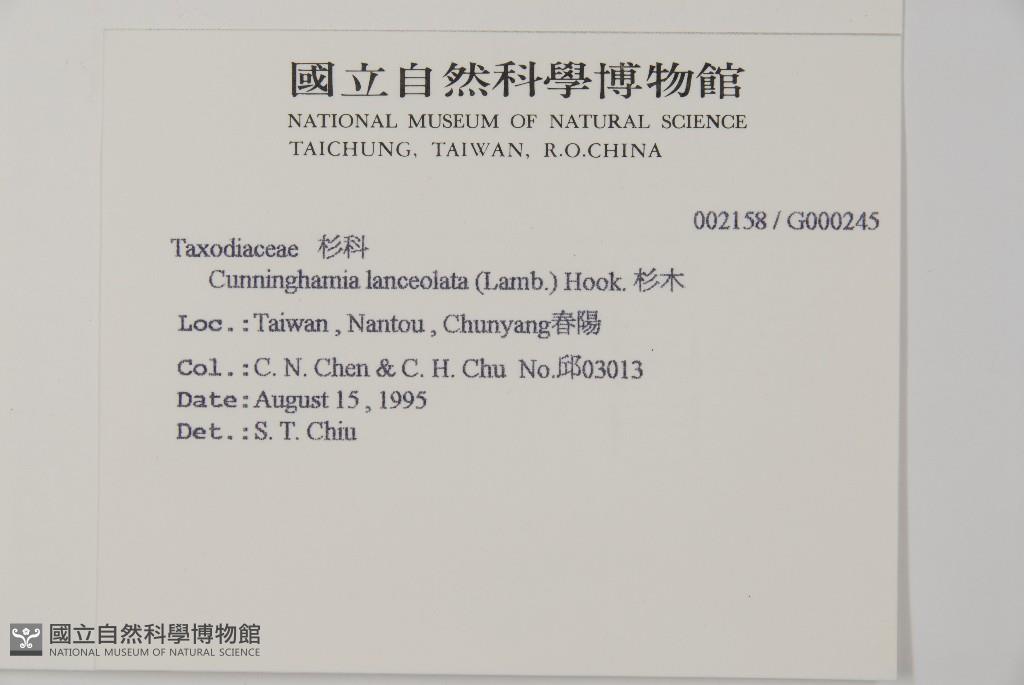 國立自然科學博物館
NATIONAL MUSEUM OF NATURAL SCIENCE
TAICHUNG, TAIWAN, R.O.CHINA
002158 / G000245
Taxodiaceae 杉科
Cunninghamia lanceolata (Lamb.) Hook. 杉木
Loc.:Taiwan , Nantou , Chunyang春陽
Col.:C. N. Chen & C. H. Chu No.邱03013
Date:August 15 , 1995
Det.:S. T. Chiu
國立自然科學博物館
NATIONAL MUSEUM OF NATURAL SCIENCE